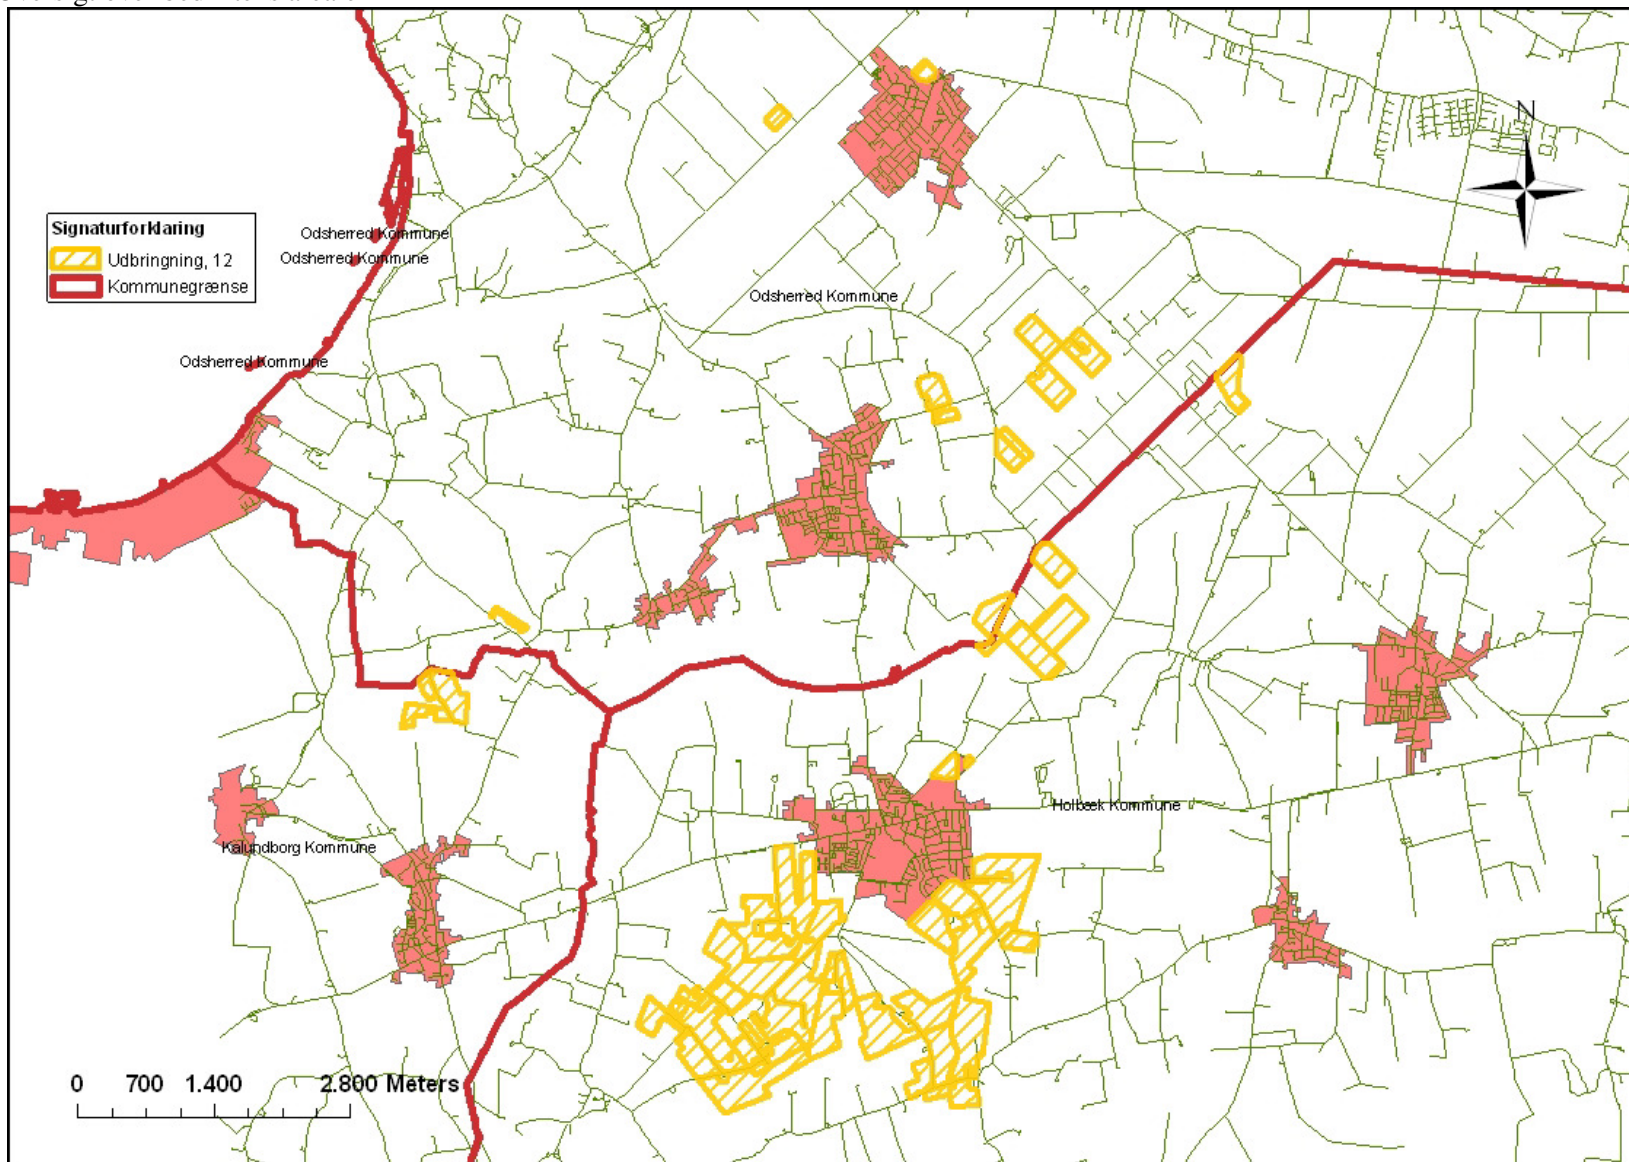 N
Signaturforklaring
Udbringning, 12
Kommunegrænse
Odsherred Kommune
Odsherred Kommune
Odsherred Kommune
Odsherred Kommune
Holbæk Kommune
Kalundborg Kommune
0 700 1.400 2.800 Meters